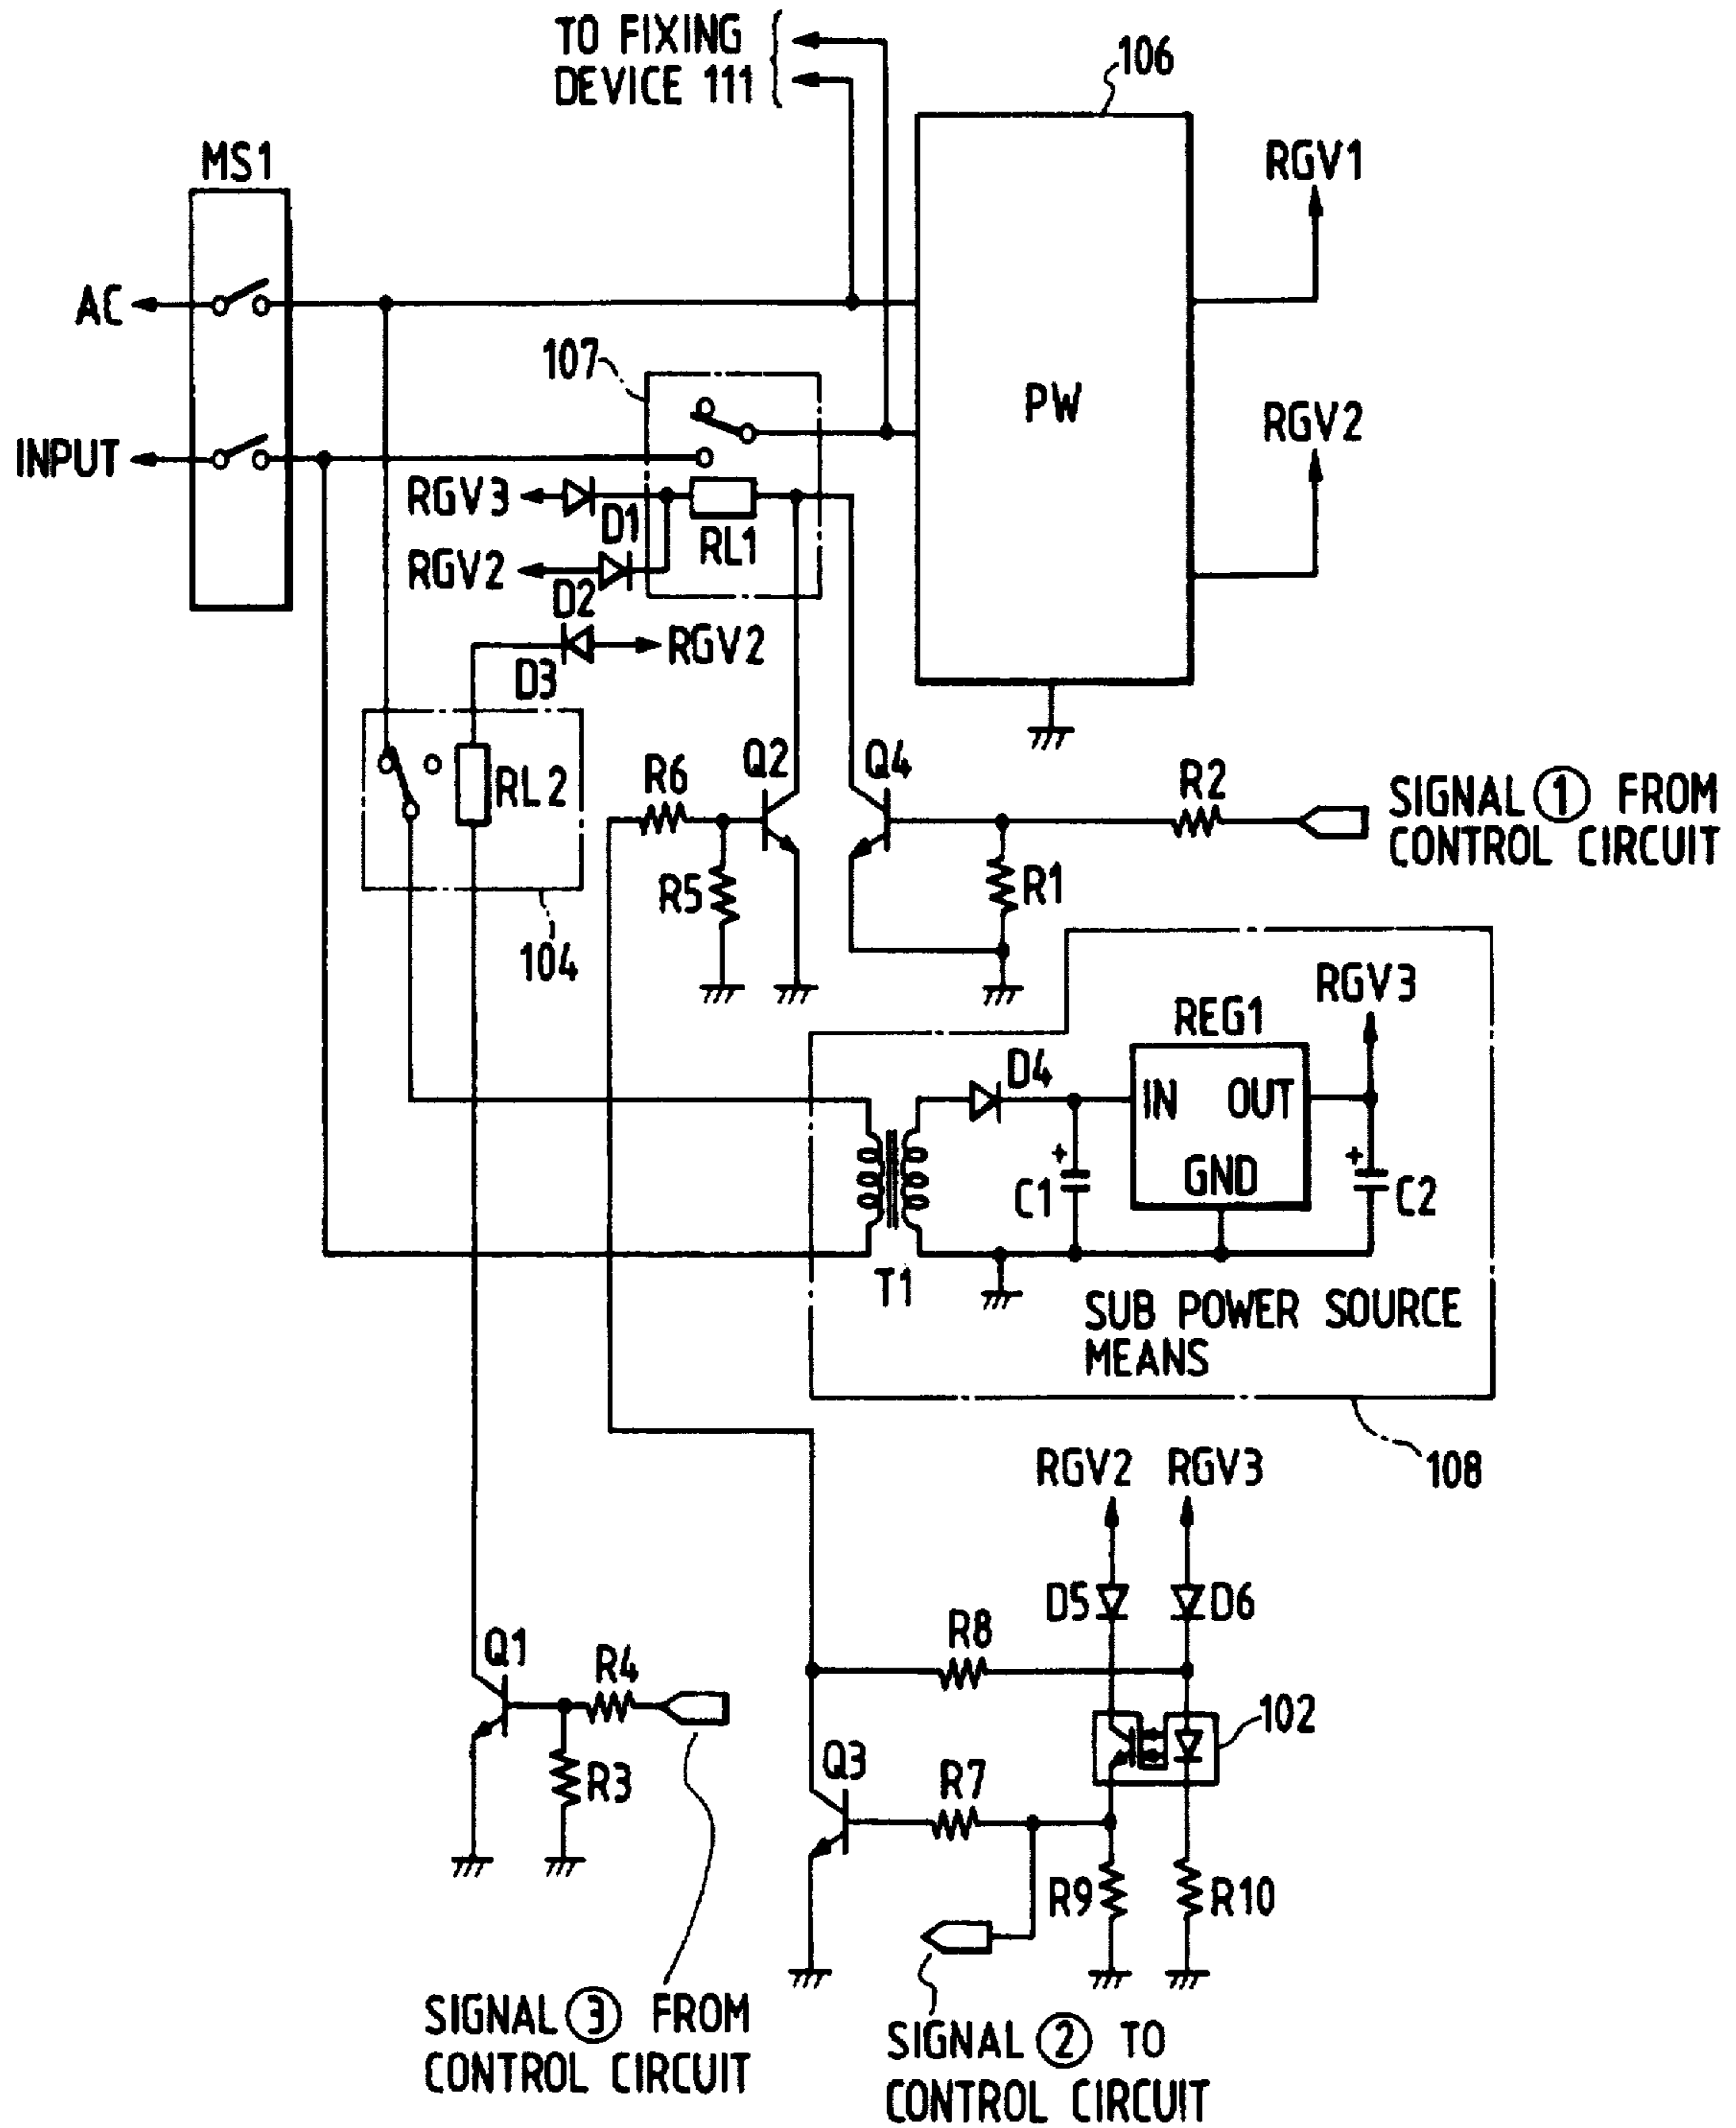 TO FIXING
DEVICE 111
106
MS1
RGV1
AC
107
PW
RGV2
INPUT
RGV3
D1
RL1
RGV2
D2
RGV2
D3
RL2
R6
Q2
Q4
R2
SIGNAL ① FROM
CONTROL CIRCUIT
R5
R1
104
RGV3
REG1
D4
IN OUT
GND
C1
C2
T1
SUB POWER SOURCE
MEANS
108
RGV2 RGV3
D5
D6
R8
Q1
R4
102
Q3
R7
R3
R9
R10
SIGNAL ③ FROM
CONTROL CIRCUIT
SIGNAL ② TO
CONTROL CIRCUIT